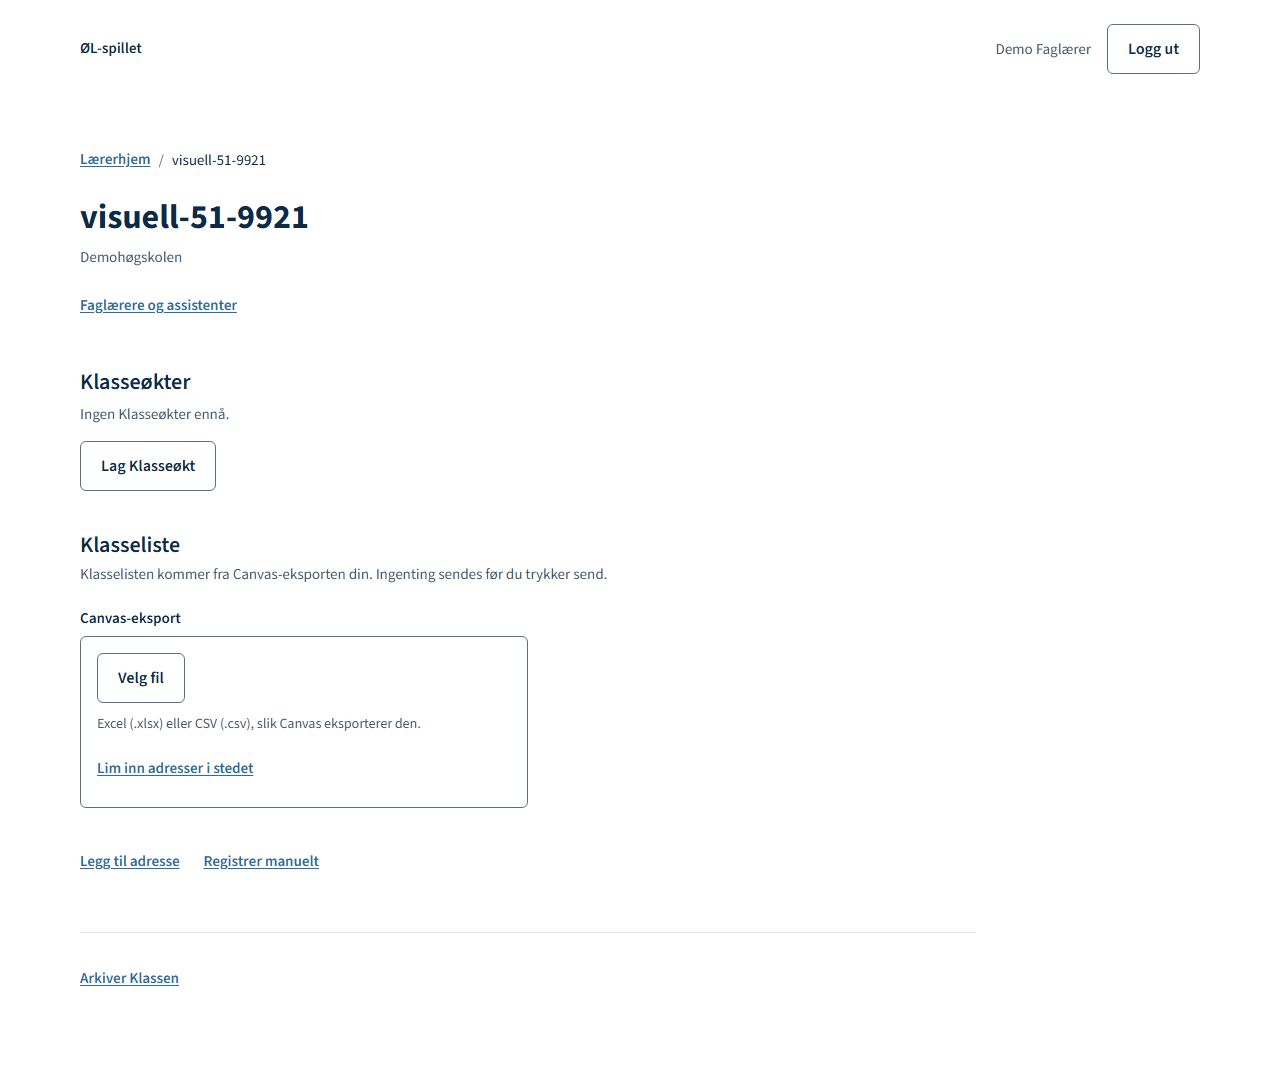 ØL-spillet
Demo Faglærer
Logg ut
Lærerhjem / visuell-51-9921
visuell-51-9921
Demohøgskolen
Faglærere og assistenter
Klasseøkter
Ingen Klasseøkter ennå.
Lag Klasseøkt
Klasseliste
Klasselisten kommer fra Canvas-eksporten din. Ingenting sendes før du trykker send.
Canvas-eksport
Velg fil
Excel (.xlsx) eller CSV (.csv), slik Canvas eksporterer den.
Lim inn adresser i stedet
Legg til adresse Registrer manuelt
Arkiver Klassen